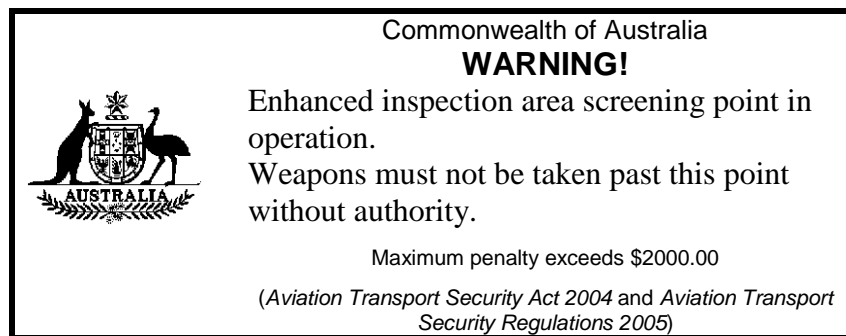 Commonwealth of Australia
WARNING!
Enhanced inspection area screening point in
operation.
Weapons must not be taken past this point
without authority.
AUSTRALIA
Maximum penalty exceeds $2000.00
(Aviation Transport Security Act 2004 and Aviation Transport
Security Regulations 2005)